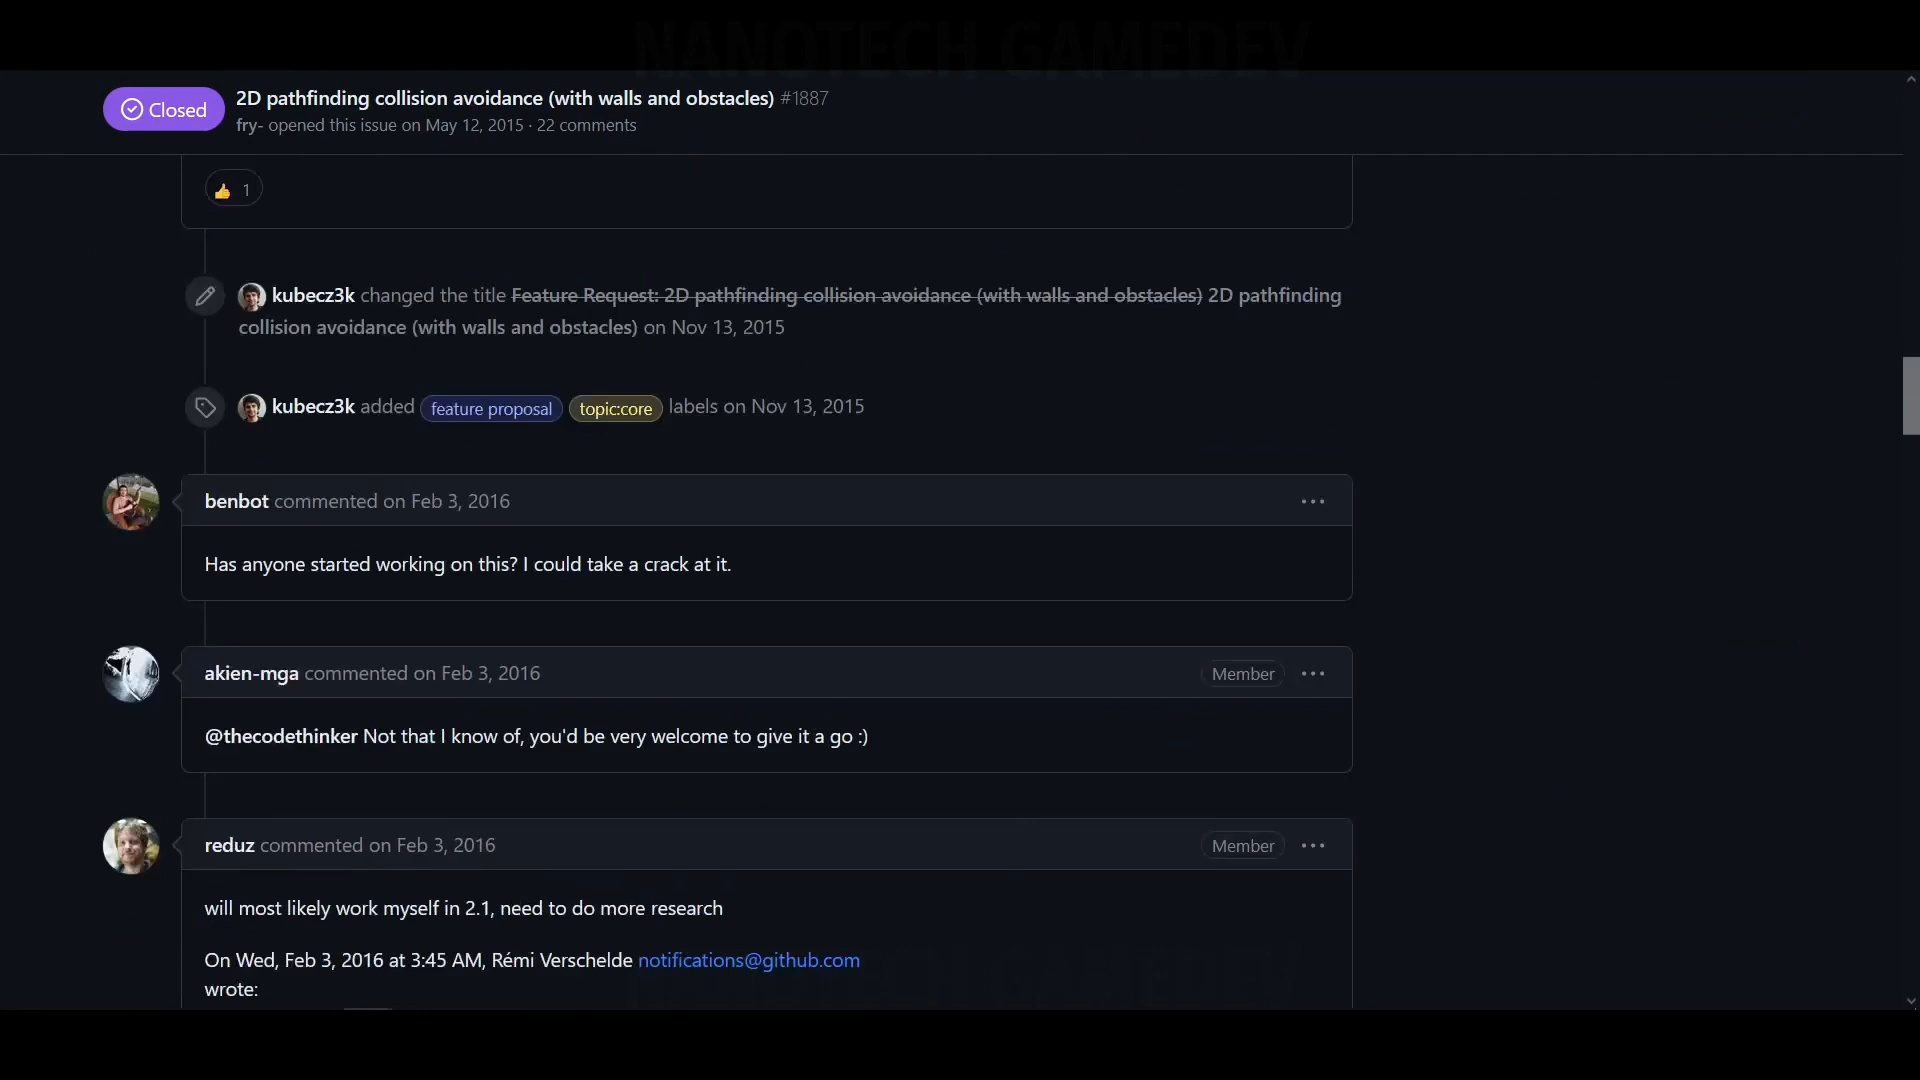 NANOTECH GAMEDEV
Closed
2D pathfinding collision avoidance (with walls and obstacles) #1887
fry- opened this issue on May 12, 2015 · 22 comments
👍 1
kubecz3k changed the title Feature Request: 2D pathfinding collision avoidance (with walls and obstacles) 2D pathfinding
collision avoidance (with walls and obstacles) on Nov 13, 2015
kubecz3k added feature proposal topic:core labels on Nov 13, 2015
benbot commented on Feb 3, 2016
Has anyone started working on this? I could take a crack at it.
akien-mga commented on Feb 3, 2016
Member
@thecodethinker Not that I know of, you'd be very welcome to give it a go :)
reduz commented on Feb 3, 2016
Member
will most likely work myself in 2.1, need to do more research
On Wed, Feb 3, 2016 at 3:45 AM, Rémi Verschelde notifications@github.com
wrote: